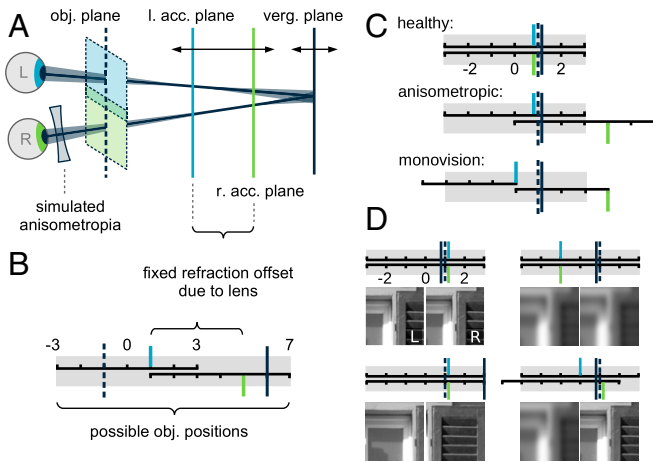 A
obj. plane
l. acc. plane
verg. plane
L
R
r. acc. plane
simulated
anisometropia
B
fixed refraction offset
due to lens
-3 0 3 7
possible obj. positions
C
healthy:
-2 0 2
anisometropic:
monovision:
D
-2 0 2
L R